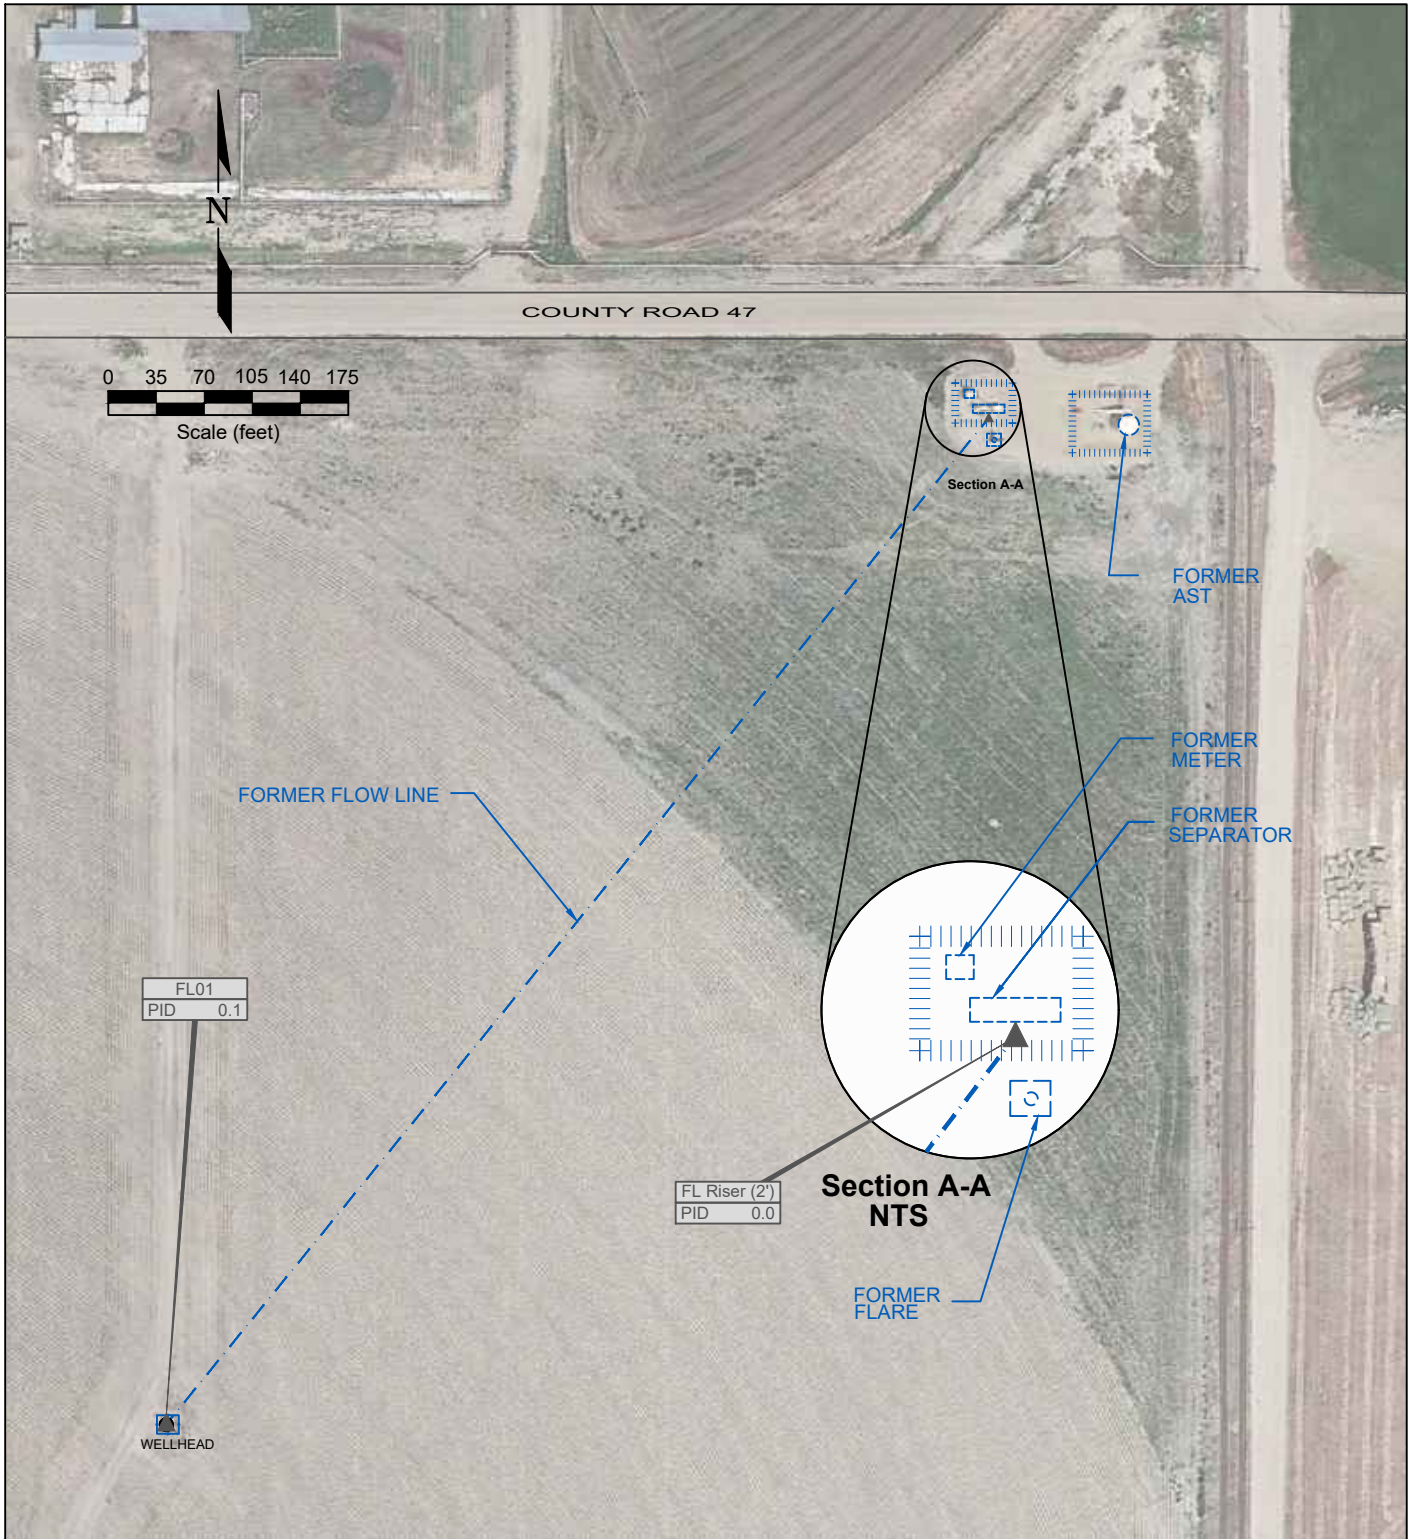 N
COUNTY ROAD 47
0 35 70 105 140 175
Scale (feet)
Section A-A
FORMER
AST
FORMER
METER
FORMER FLOW LINE
FORMER
SEPARATOR
FL01
PID 0.1
FL Riser (2')
PID 0.0
Section A-A
NTS
FORMER
FLARE
WELLHEAD